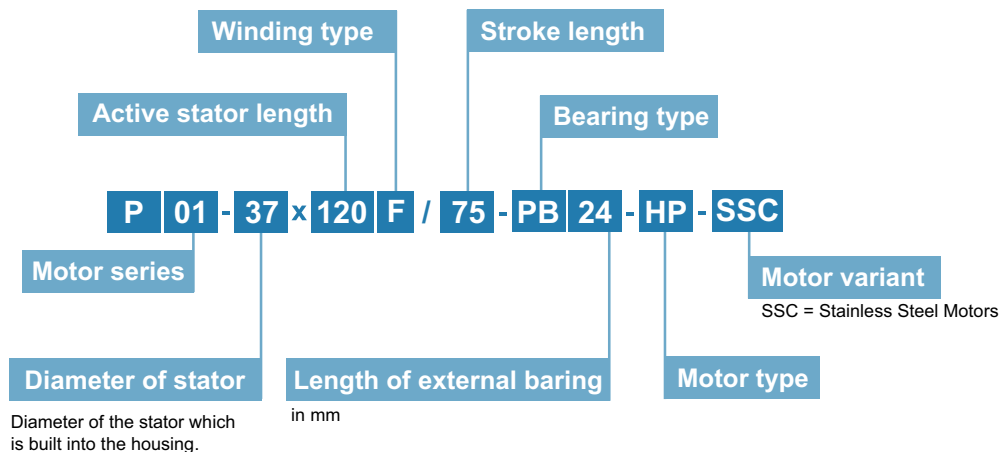 Winding type
Stroke length
Active stator length
Bearing type
P 01 - 37 x 120 F / 75 - PB 24 - HP - SSC
Motor series
Motor variant
SSC = Stainless Steel Motors
Diameter of stator
Length of external baring
Motor type
Diameter of the stator which
is built into the housing.
in mm